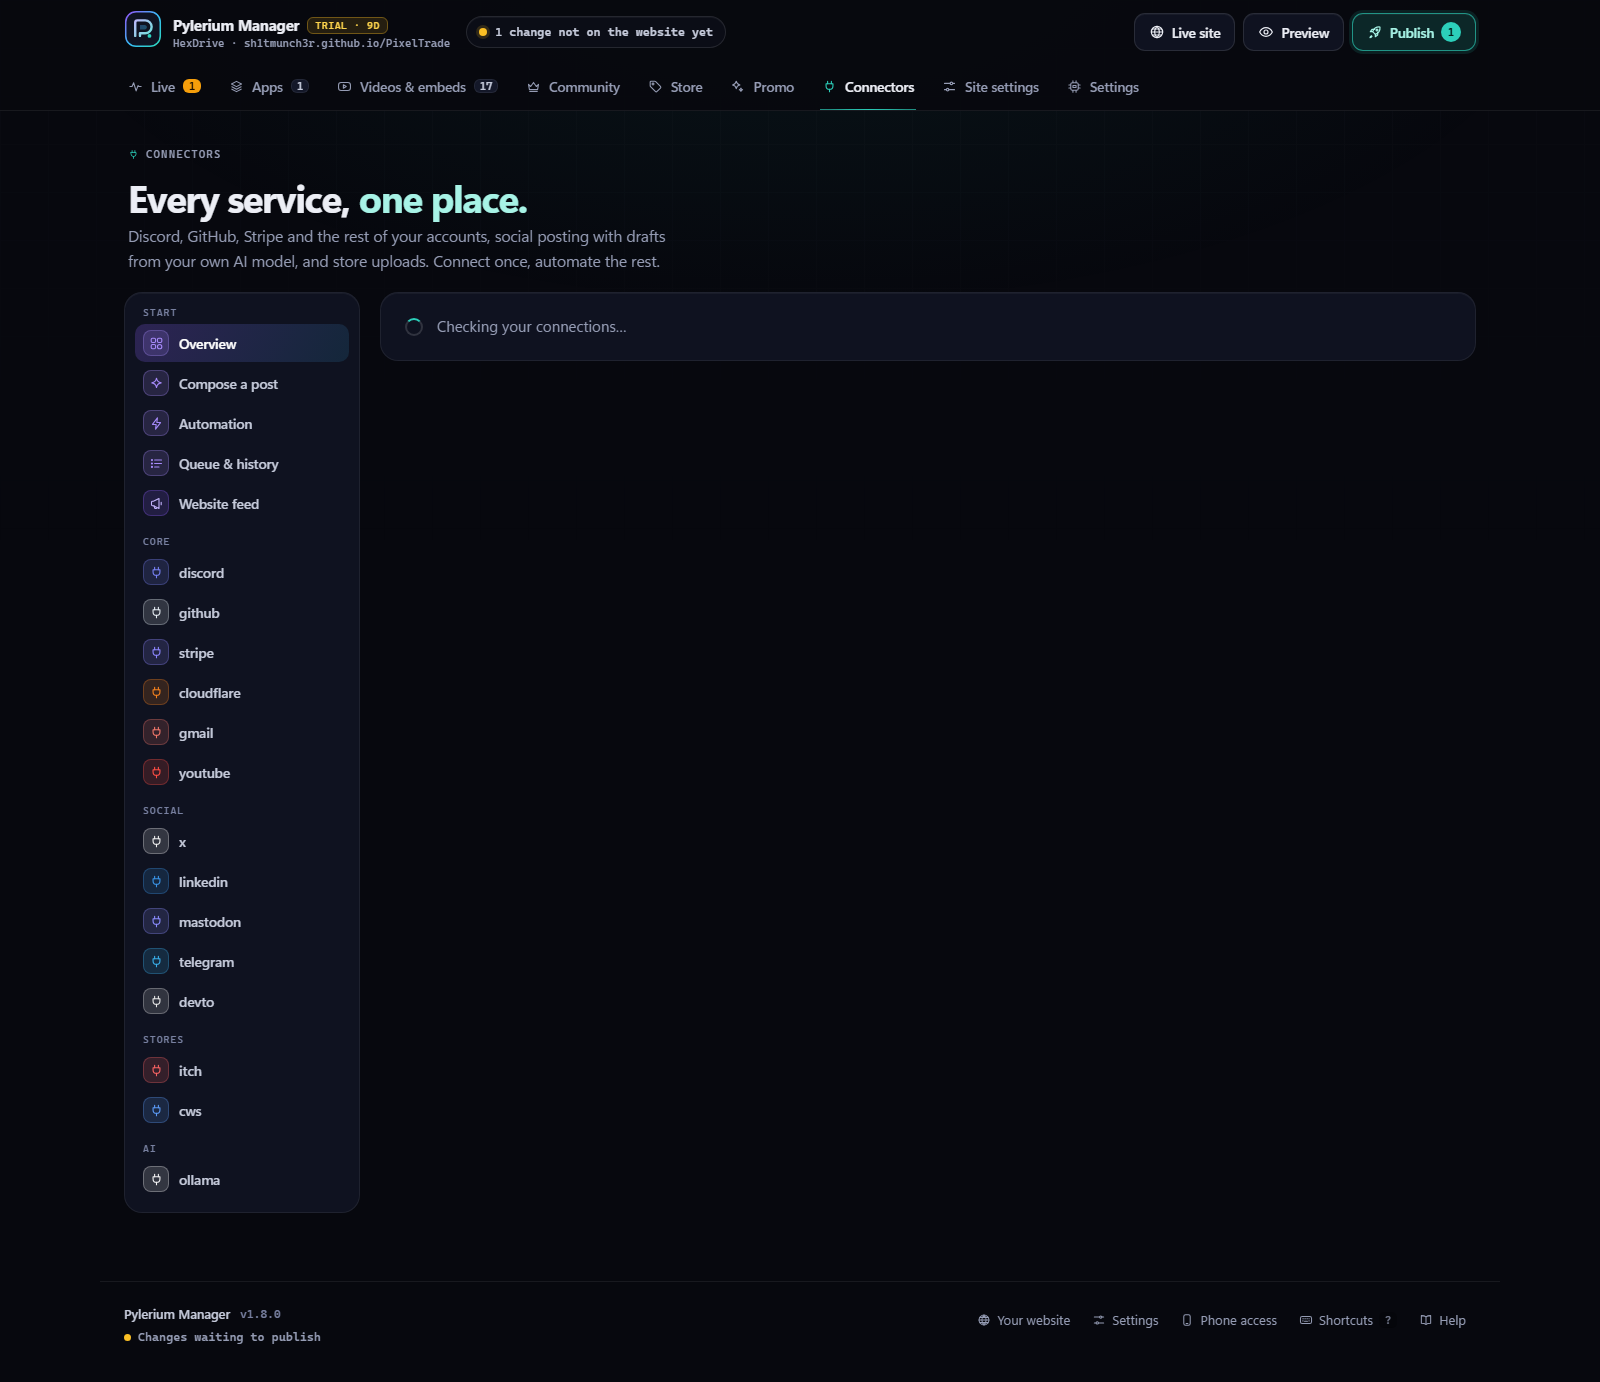 Pylerium Manager TRIAL · 9D
HexDrive · sh1tmunch3r.github.io/PixelTrade
1 change not on the website yet
Live site
Preview
Publish 1
Live 1
Apps 1
Videos & embeds 17
Community
Store
Promo
Connectors
Site settings
Settings
CONNECTORS
Every service, one place.
Discord, GitHub, Stripe and the rest of your accounts, social posting with drafts
from your own AI model, and store uploads. Connect once, automate the rest.
START
Overview
Compose a post
Automation
Queue & history
Website feed
CORE
discord
github
stripe
cloudflare
gmail
youtube
SOCIAL
x
linkedin
mastodon
telegram
devto
STORES
itch
cws
AI
ollama
Checking your connections...
Pylerium Manager v1.8.0
Changes waiting to publish
Your website
Settings
Phone access
Shortcuts ?
Help